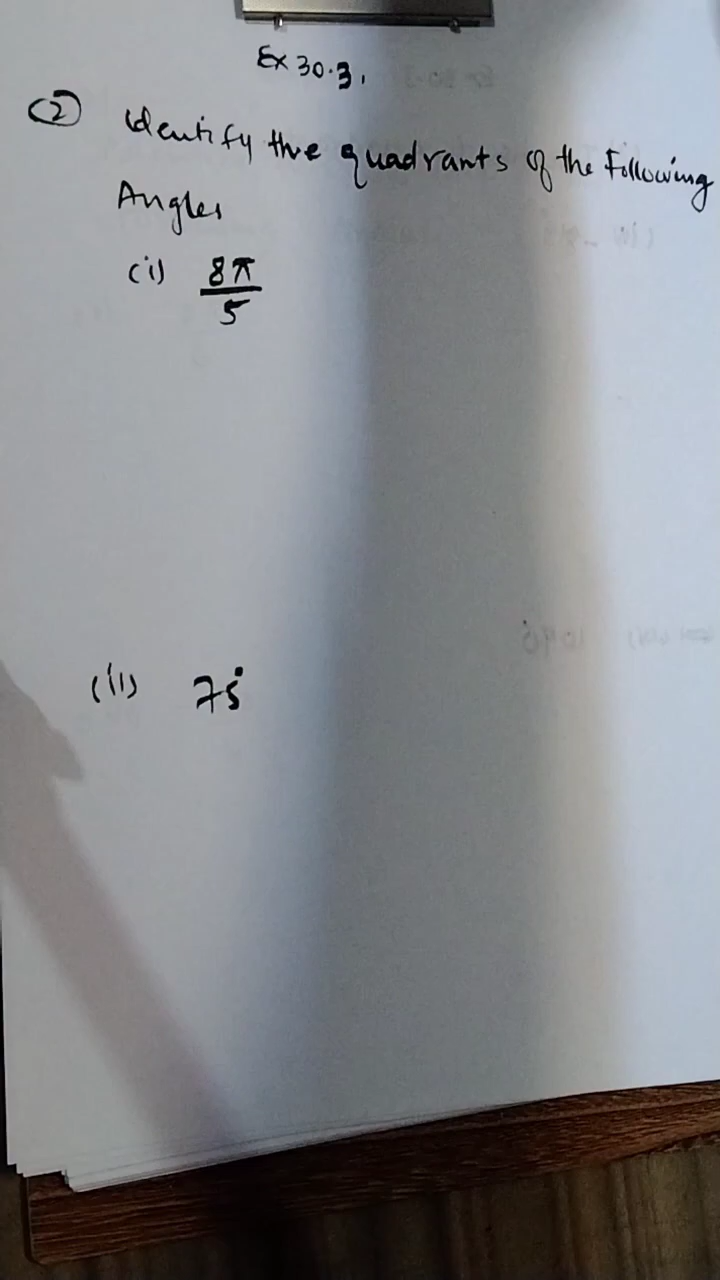 Ex 30.3.
(2) Identify the quadrants of the Following
Angles
(i) 8π/5
(ii) 75°